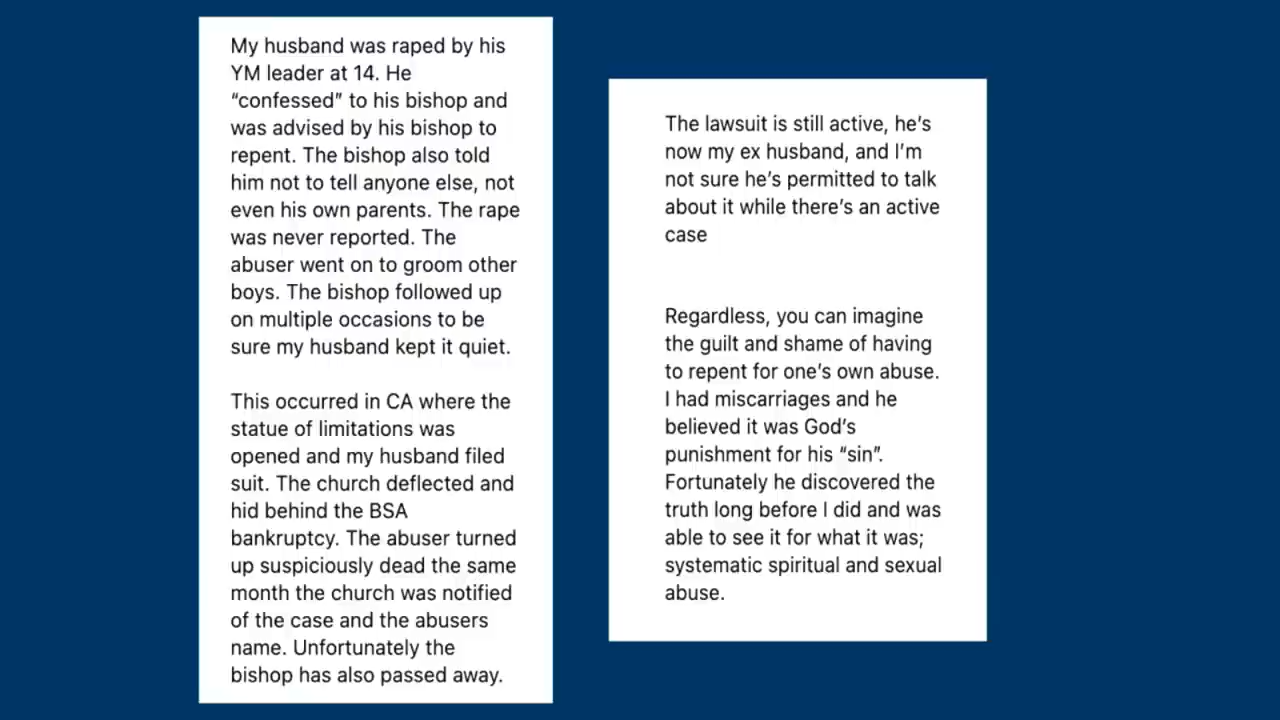 My husband was raped by his
YM leader at 14. He
“confessed” to his bishop and
was advised by his bishop to
repent. The bishop also told
him not to tell anyone else, not
even his own parents. The rape
was never reported. The
abuser went on to groom other
boys. The bishop followed up
on multiple occasions to be
sure my husband kept it quiet.
This occurred in CA where the
statue of limitations was
opened and my husband filed
suit. The church deflected and
hid behind the BSA
bankruptcy. The abuser turned
up suspiciously dead the same
month the church was notified
of the case and the abusers
name. Unfortunately the
bishop has also passed away.
The lawsuit is still active, he’s
now my ex husband, and I’m
not sure he’s permitted to talk
about it while there’s an active
case
Regardless, you can imagine
the guilt and shame of having
to repent for one’s own abuse.
I had miscarriages and he
believed it was God’s
punishment for his “sin”.
Fortunately he discovered the
truth long before I did and was
able to see it for what it was;
systematic spiritual and sexual
abuse.